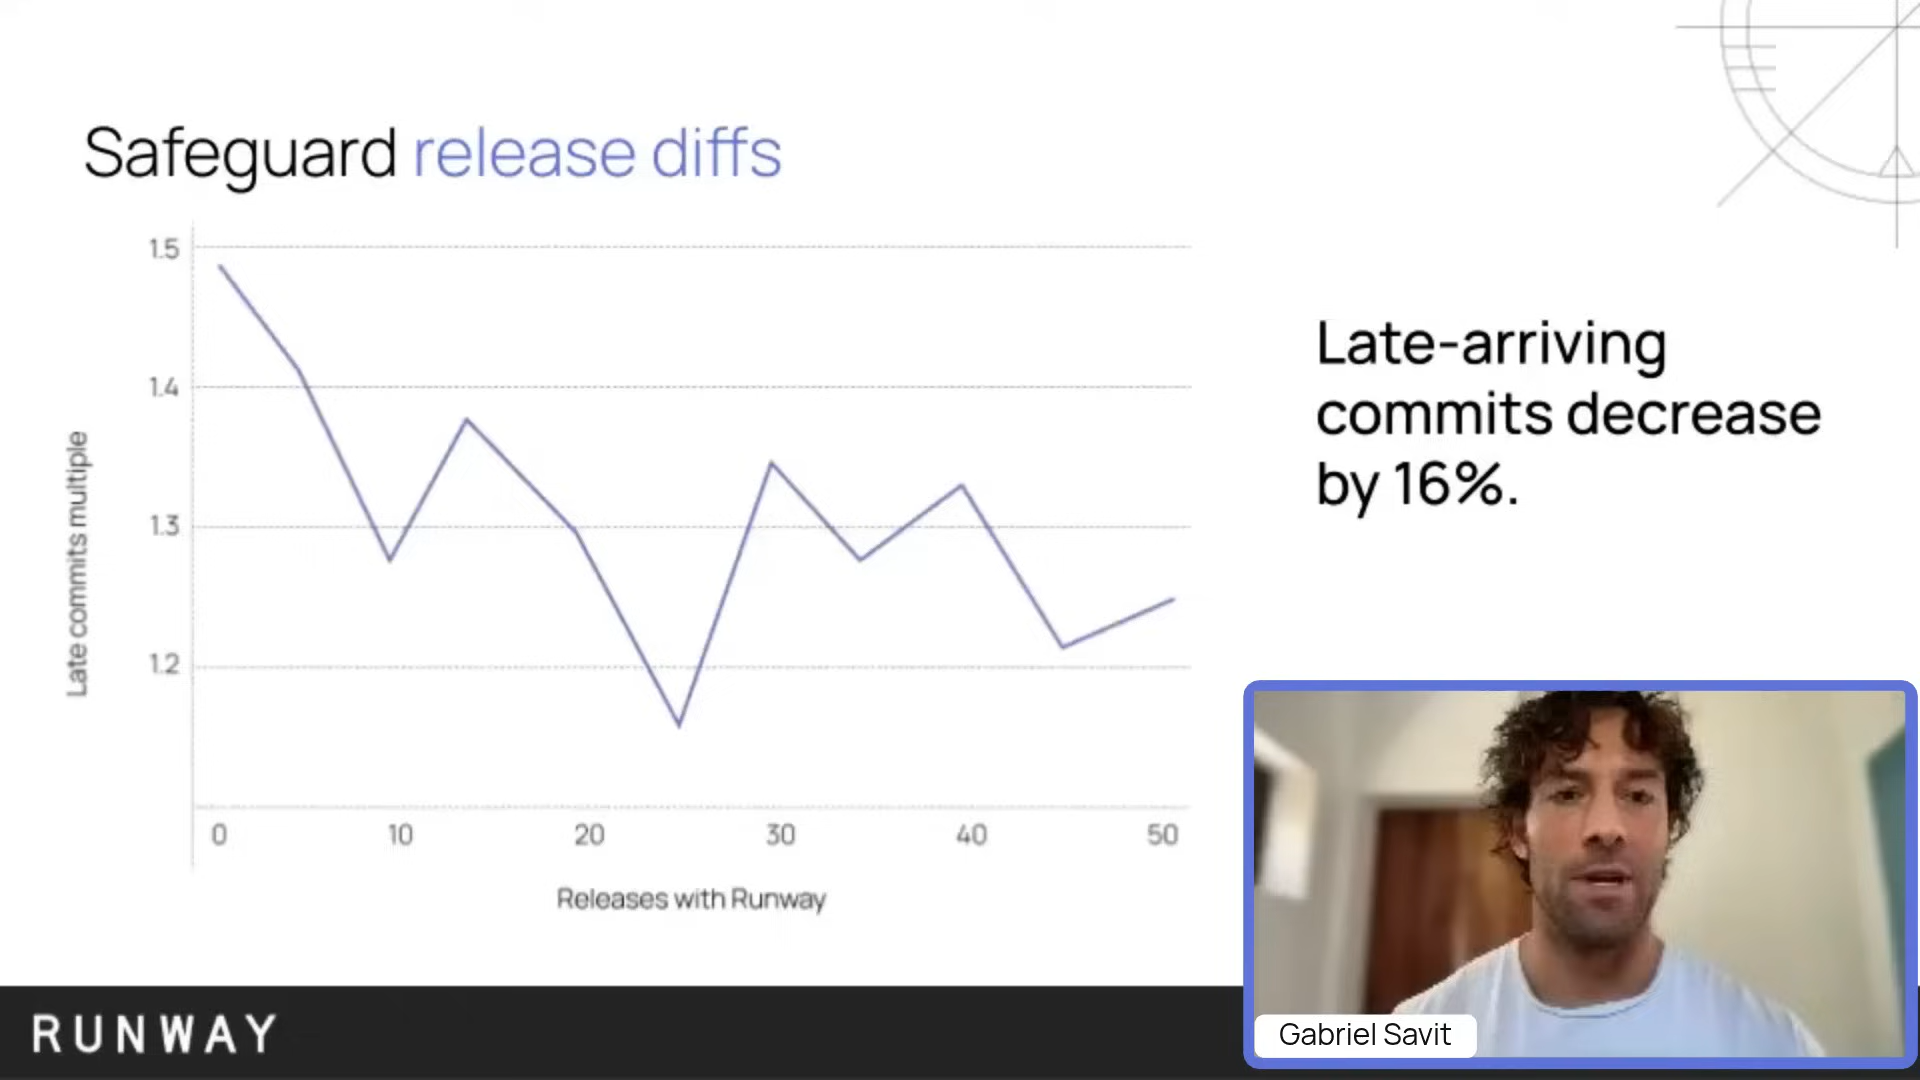 Safeguard release diffs
1.5
1.4
1.3
1.2
Late commits multiple
0 10 20 30 40 50
Releases with Runway
Late-arriving
commits decrease
by 16%.
RUNWAY
Gabriel Savit